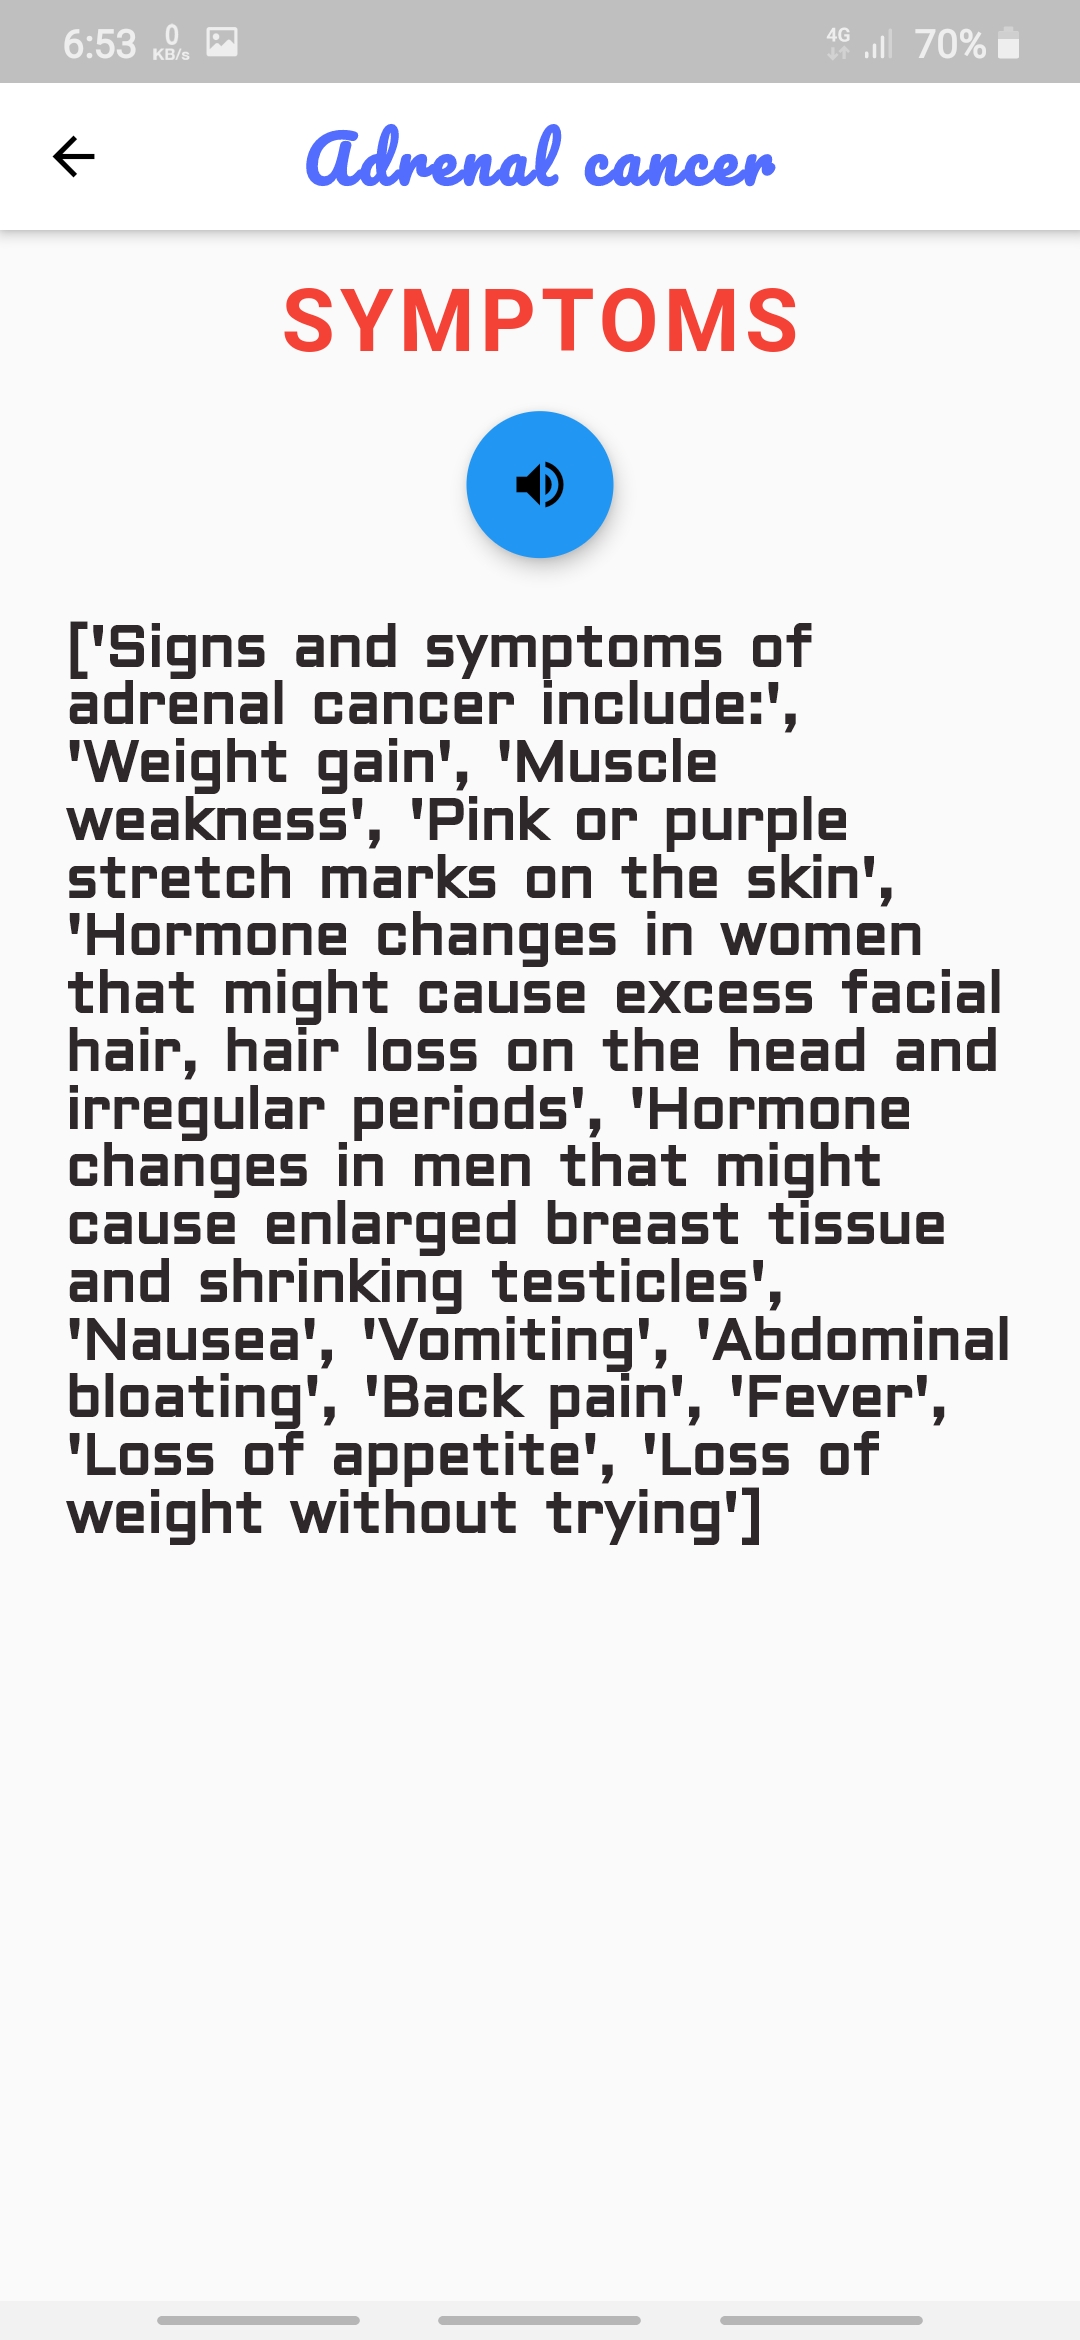 6:53 0 KB/s 4G 70%
Adrenal cancer
SYMPTOMS
['Signs and symptoms of
adrenal cancer include:',
'Weight gain', 'Muscle
weakness', 'Pink or purple
stretch marks on the skin',
'Hormone changes in women
that might cause excess facial
hair, hair loss on the head and
irregular periods', 'Hormone
changes in men that might
cause enlarged breast tissue
and shrinking testicles',
'Nausea', 'Vomiting', 'Abdominal
bloating', 'Back pain', 'Fever',
'Loss of appetite', 'Loss of
weight without trying']